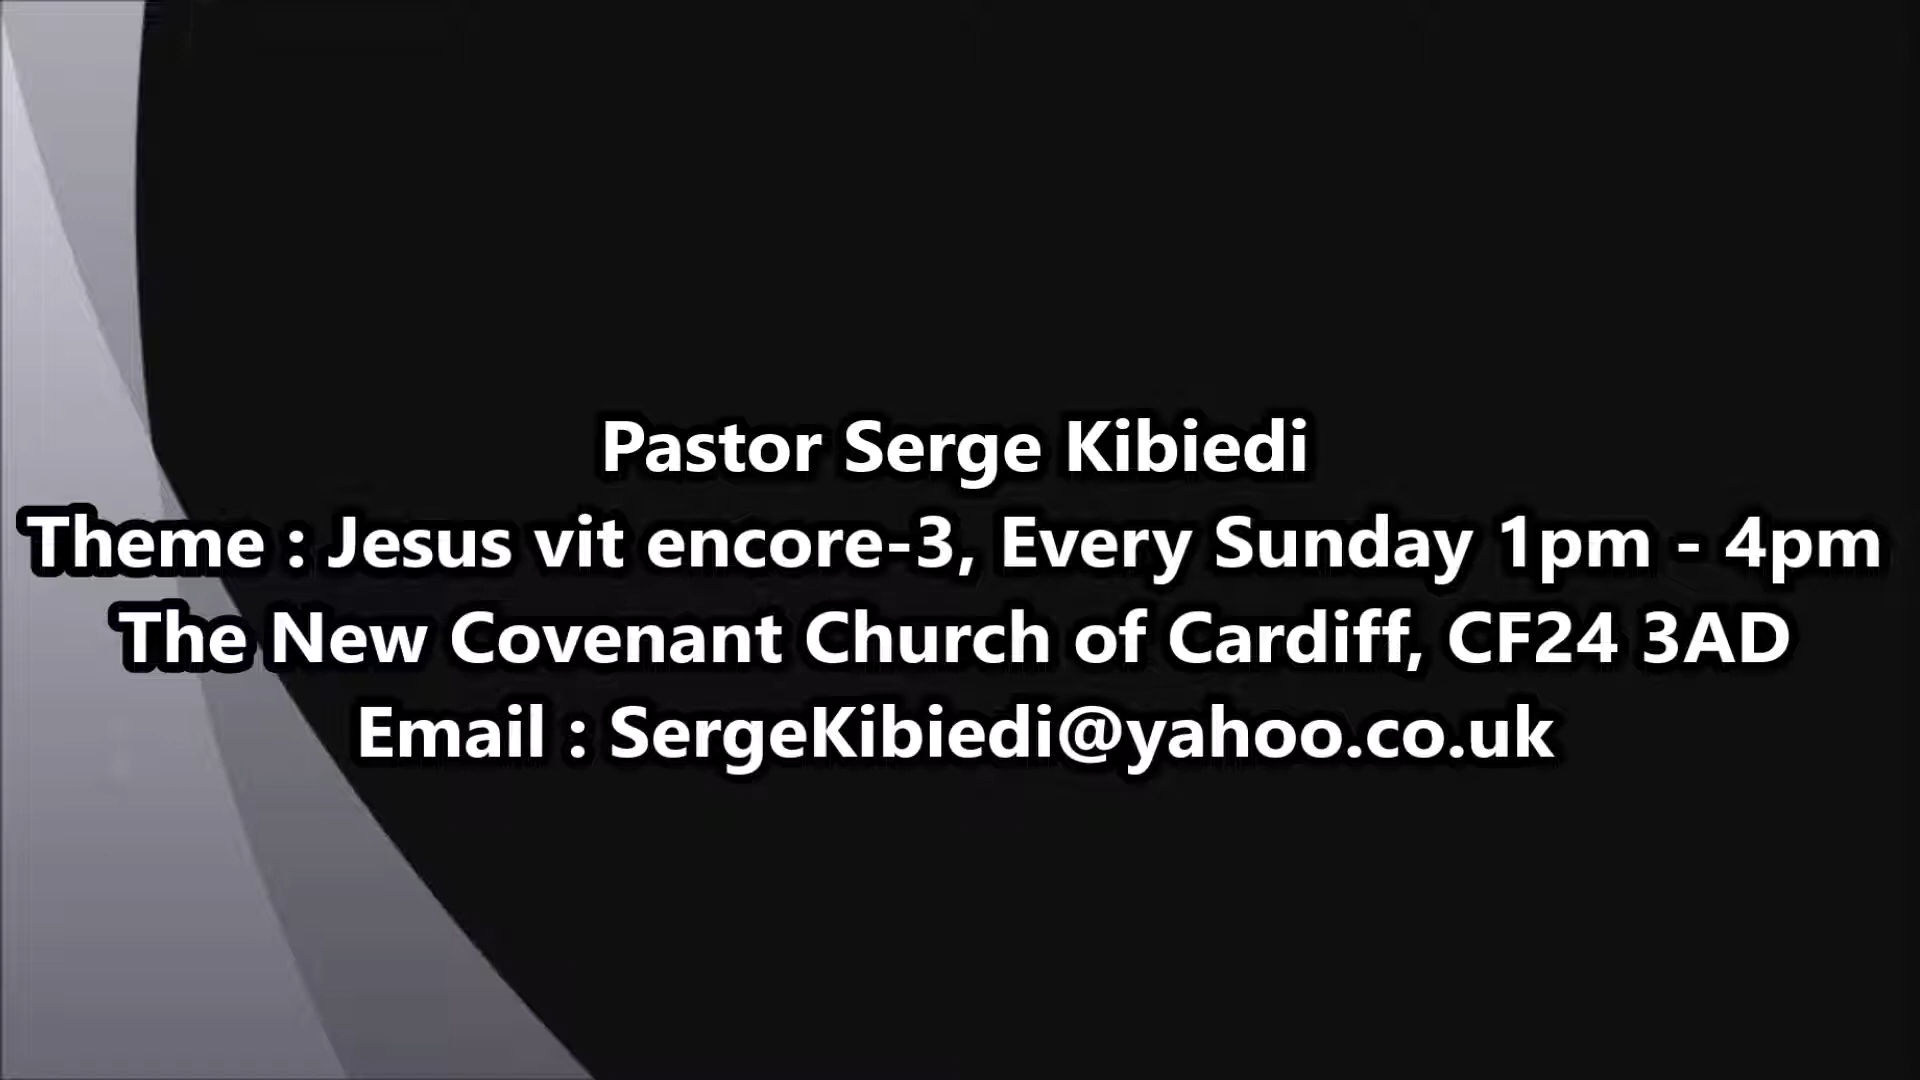 Pastor Serge Kibiedi
Theme : Jesus vit encore-3, Every Sunday 1pm - 4pm
The New Covenant Church of Cardiff, CF24 3AD
Email : SergeKibiedi@yahoo.co.uk